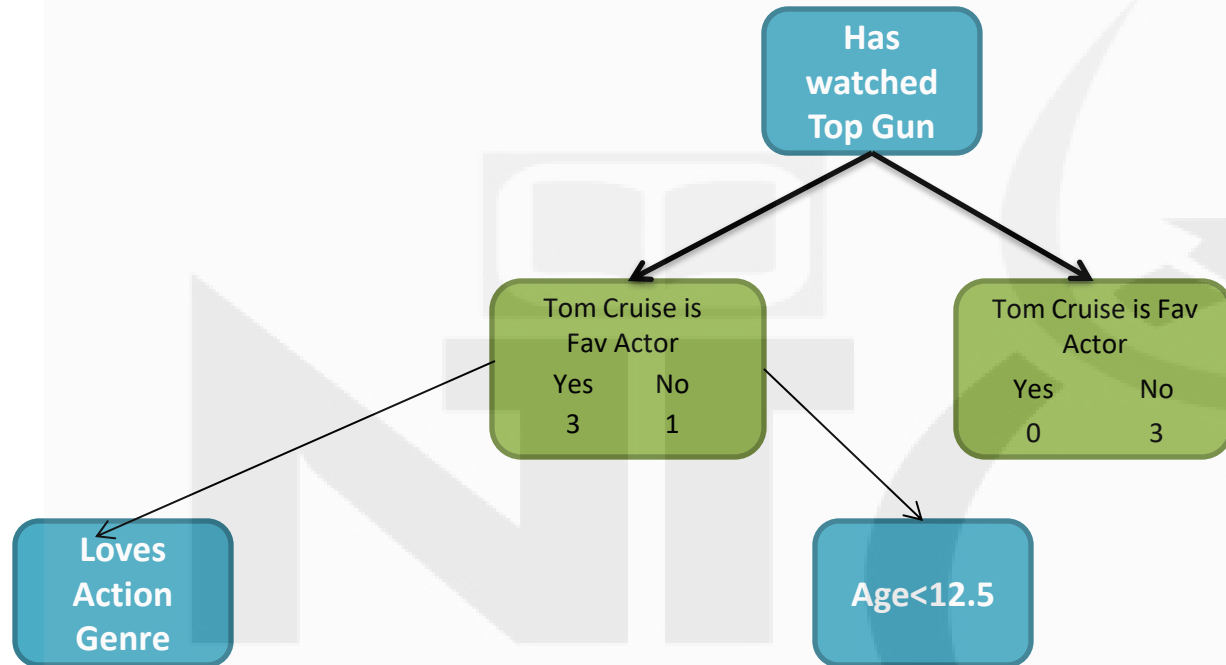 Has
watched
Top Gun
Tom Cruise is
Fav Actor
Yes No
3 1
Tom Cruise is Fav
Actor
Yes No
0 3
Loves
Action
Genre
Age<12.5